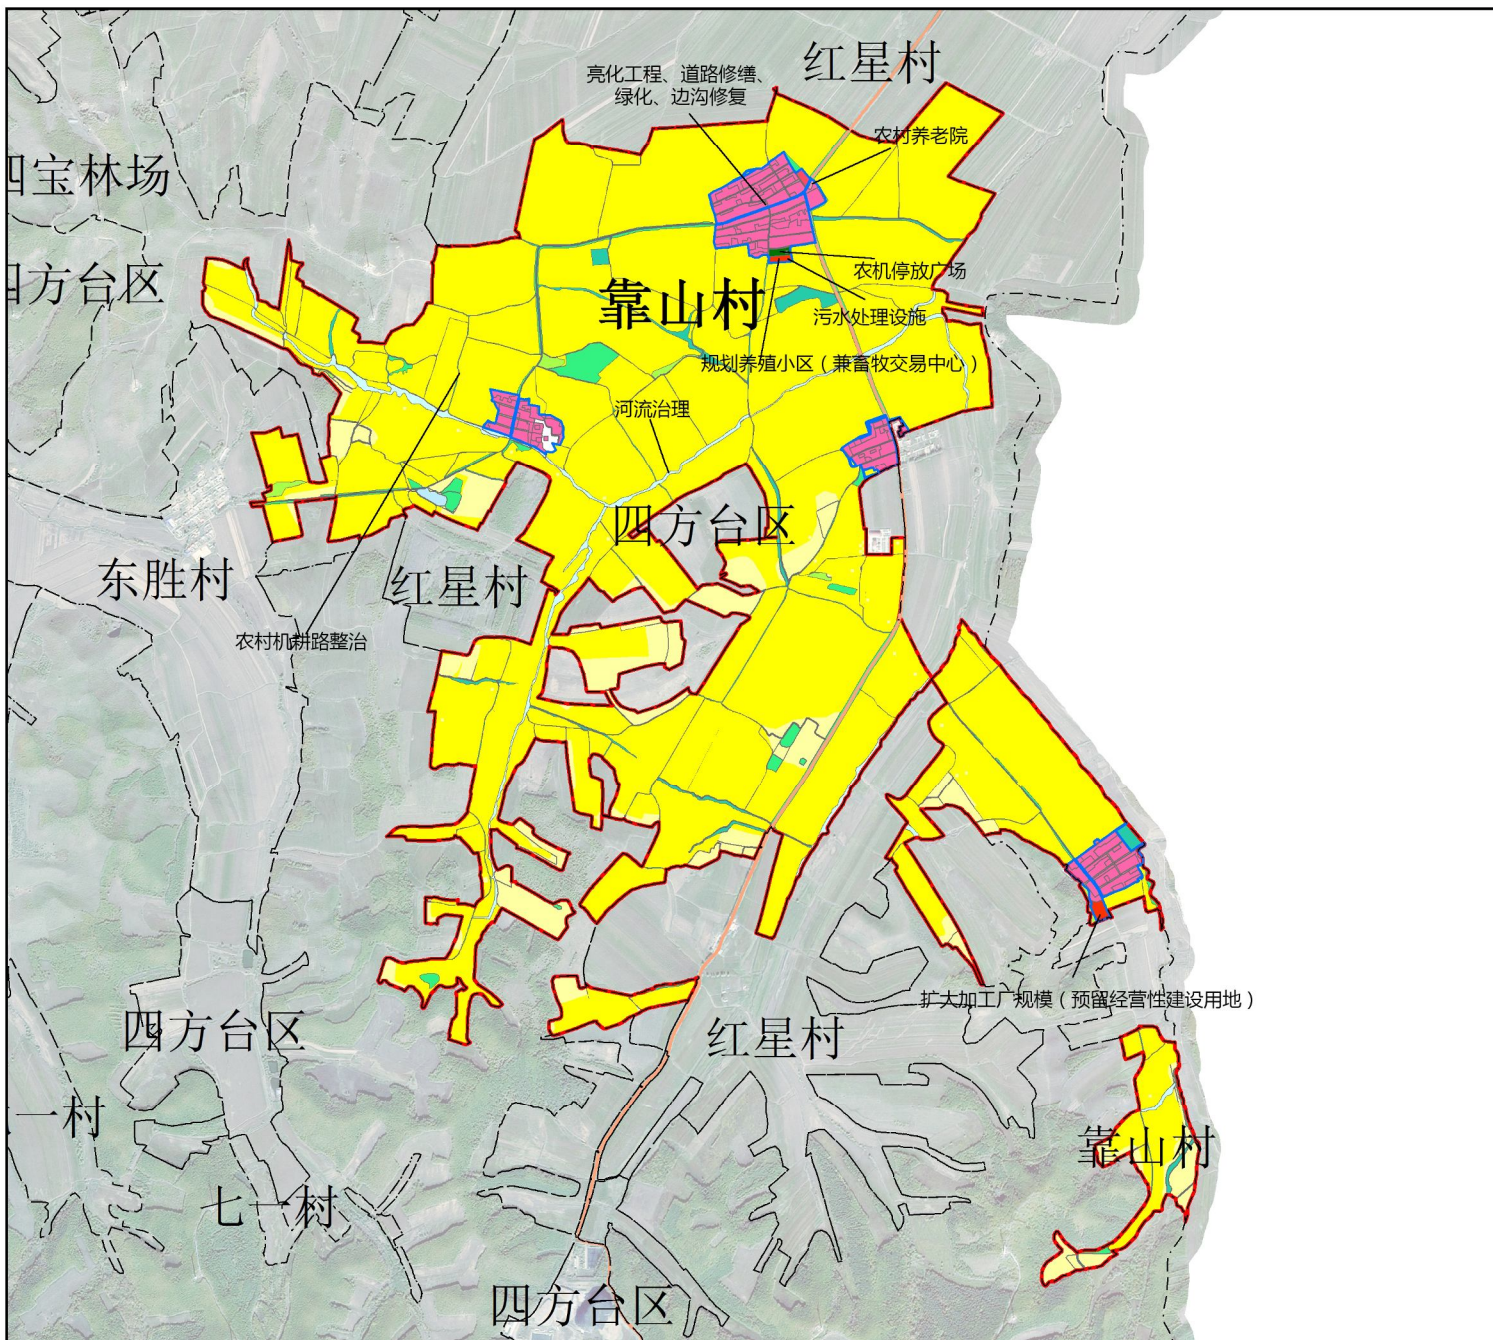 红星村
亮化工程、道路修缮、
绿化、边沟修复
农村养老院
四宝林场
四方台区
农机停放广场
靠山村
污水处理设施
规划养殖小区（兼畜牧交易中心）
河流治理
四方台区
东胜村
红星村
农村机耕路整治
扩大加工厂规模（预留经营性建设用地）
四方台区
红星村
一村
靠山村
七一村
四方台区